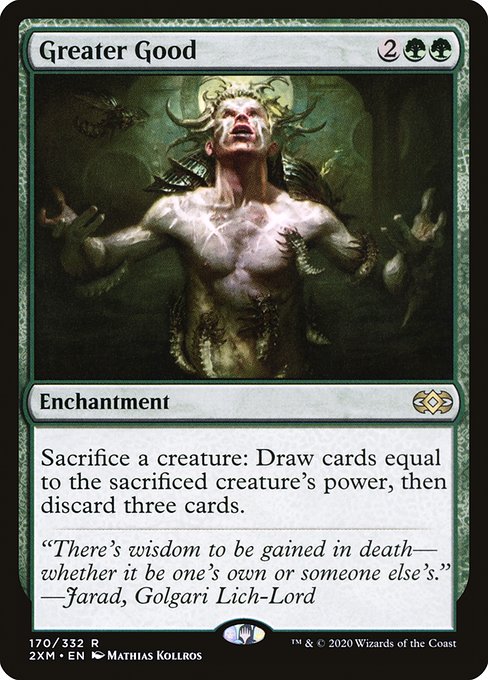 Greater Good 2
Enchantment
Sacrifice a creature: Draw cards equal
to the sacrificed creature's power, then
discard three cards.
“There's wisdom to be gained in death—
whether it be one's own or someone else's.”
—Jarad, Golgari Lich-Lord
170/332 R
2XM • EN Mathias Kollros
™ & © 2020 Wizards of the Coast